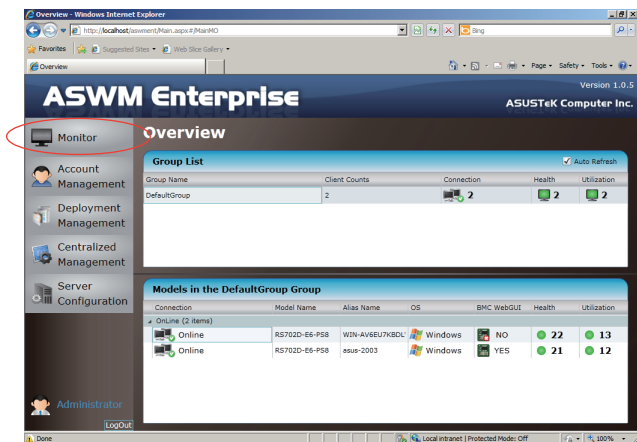 Overview - Windows Internet Explorer
http://localhost/aswment/Main.aspx#/MainMO
Bing
Favorites
Suggested Sites
Web Slice Gallery
Overview
Page
Safety
Tools
ASWM Enterprise
Version 1.0.5
ASUSTeK Computer Inc.
Monitor
Account Management
Deployment Management
Centralized Management
Server Configuration
Administrator
LogOut
Overview
Group List
Auto Refresh
Group Name Client Counts Connection Health Utilization
DefaultGroup 2 2 2 2
Models in the DefaultGroup Group
Connection Model Name Alias Name OS BMC WebGUI Health Utilization
OnLine (2 items)
Online RS702D-E6-PS8 WIN-AV6EU7KBDL' Windows NO 22 13
Online RS702D-E6-PS8 asus-2003 Windows YES 21 12
Done
Local intranet | Protected Mode: Off
100%